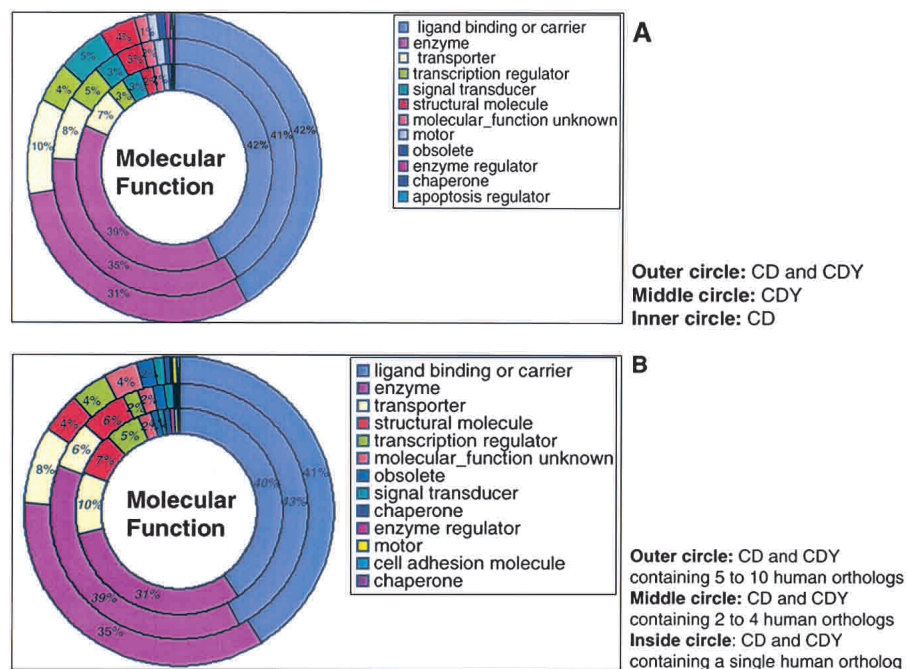 A
ligand binding or carrier
enzyme
transporter
transcription regulator
signal transducer
structural molecule
molecular_function unknown
motor
obsolete
enzyme regulator
chaperone
apoptosis regulator
Molecular
Function
42%
41%
42%
39%
35%
31%
7%
8%
10%
3%
5%
4%
3%
3%
5%
3%
4%
2%
1%
Outer circle: CD and CDY
Middle circle: CDY
Inner circle: CD
B
ligand binding or carrier
enzyme
transporter
structural molecule
transcription regulator
molecular_function unknown
obsolete
signal transducer
chaperone
enzyme regulator
motor
cell adhesion molecule
chaperone
Molecular
Function
40%
43%
41%
31%
39%
35%
10%
6%
8%
7%
6%
4%
5%
2%
4%
2%
4%
Outer circle: CD and CDY
containing 5 to 10 human orthologs
Middle circle: CD and CDY
containing 2 to 4 human orthologs
Inside circle: CD and CDY
containing a single human ortholog